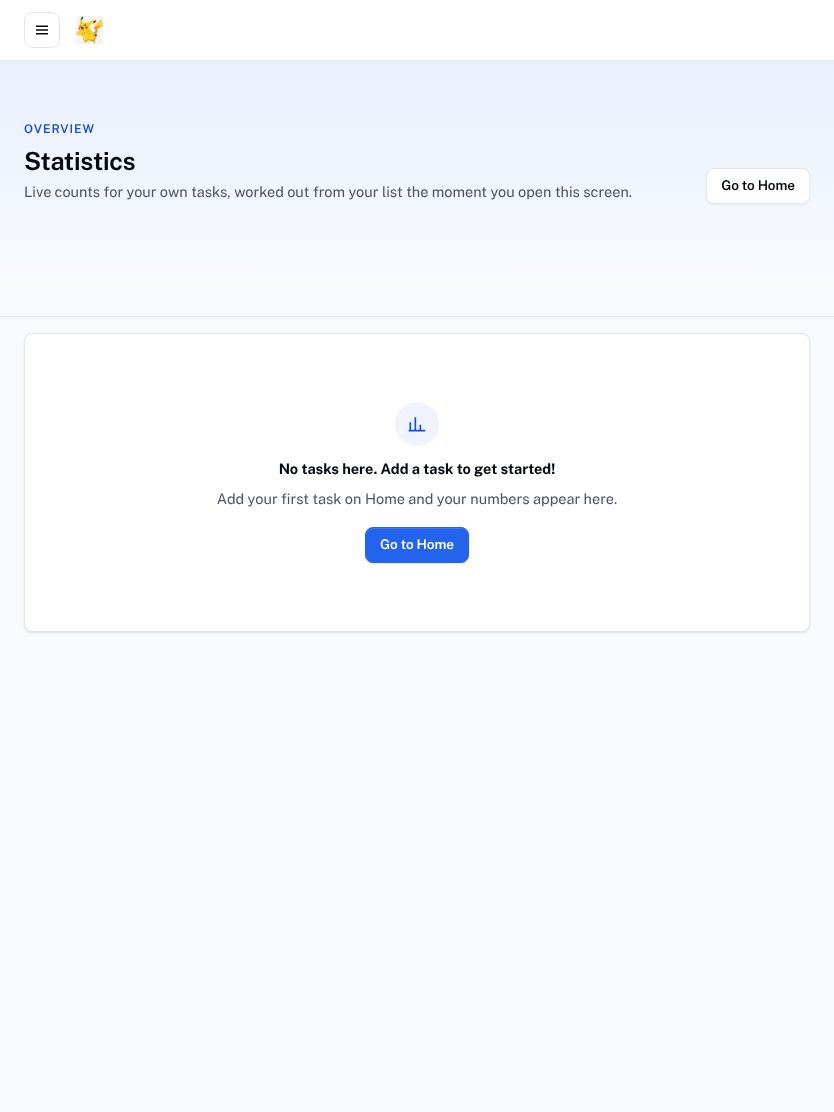 OVERVIEW
Statistics
Live counts for your own tasks, worked out from your list the moment you open this screen.
Go to Home
No tasks here. Add a task to get started!
Add your first task on Home and your numbers appear here.
Go to Home